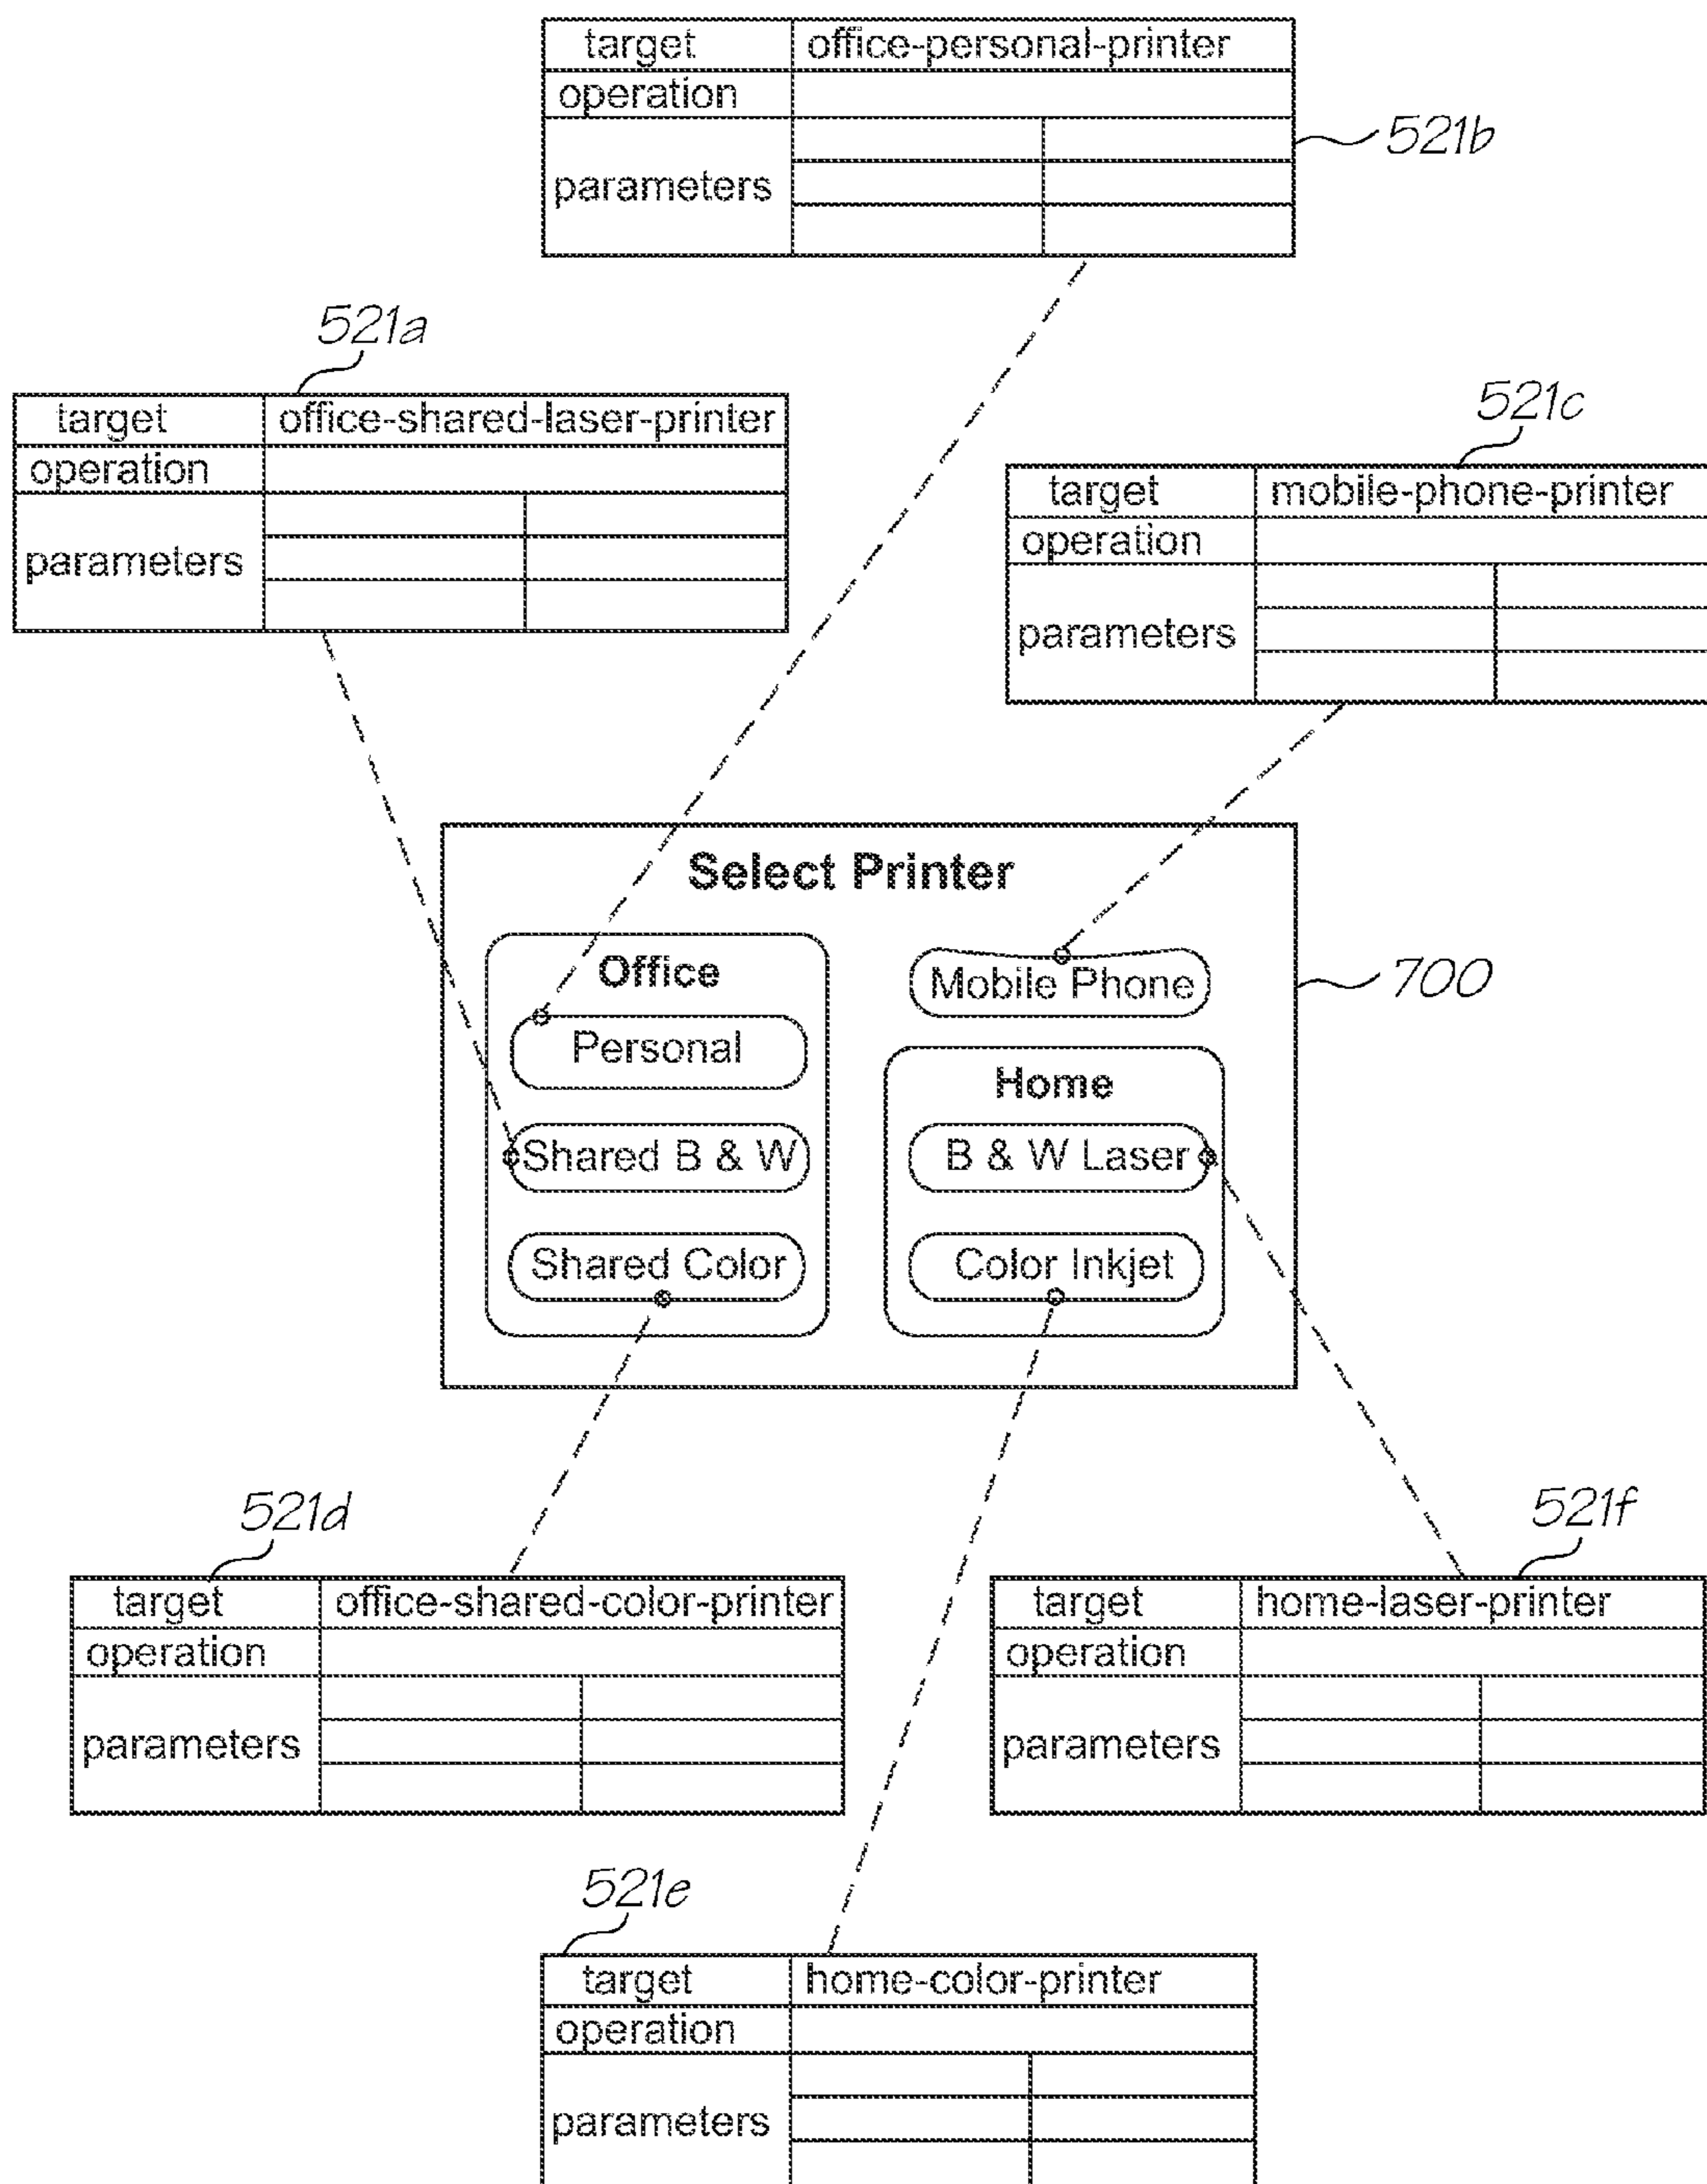 target office-personal-printer
operation
parameters
521b
521a
target office-shared-laser-printer
operation
parameters
521c
target mobile-phone-printer
operation
parameters
Select Printer
Office
Personal
Shared B & W
Shared Color
Mobile Phone
Home
B & W Laser
Color Inkjet
700
521d
target office-shared-color-printer
operation
parameters
521f
target home-laser-printer
operation
parameters
521e
target home-color-printer
operation
parameters